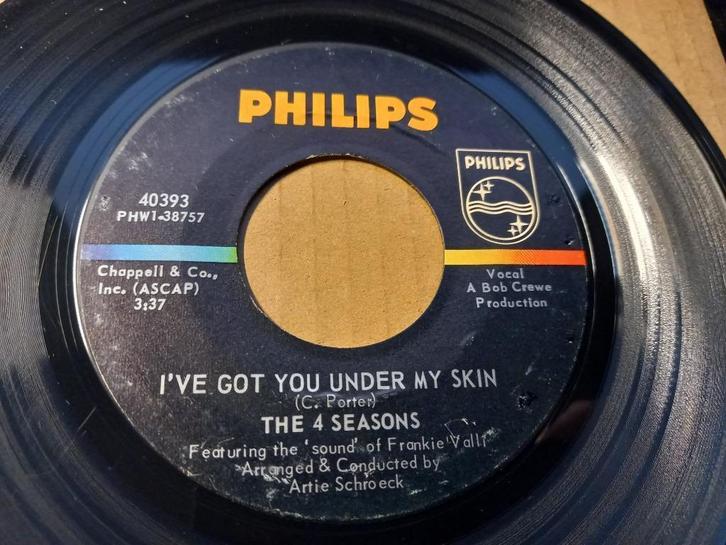 PHILIPS
PHILIPS
40393
PHW1-38757
Chappell & Co.,
Inc. (ASCAP)
3:37
Vocal
A Bob Crewe
Production
I'VE GOT YOU UNDER MY SKIN
(C. Porter)
THE 4 SEASONS
Featuring the 'sound' of Frankie Valli
Arranged & Conducted by
Artie Schroeck